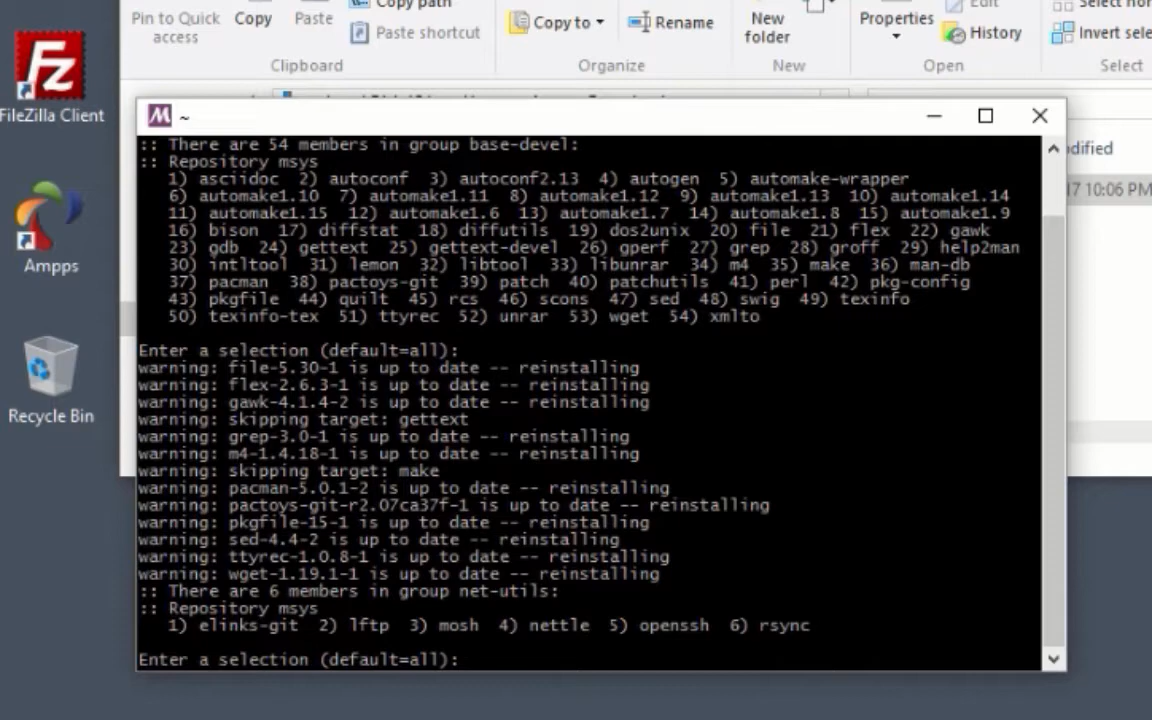 Pin to Quick access
Copy
Paste
Copy path
Paste shortcut
Clipboard
Copy to
Rename
Organize
New folder
New
Properties
Edit
History
Open
Invert
Select
FileZilla Client
Ampps
Recycle Bin
~
17 10:06 PM
:: There are 54 members in group base-devel:
:: Repository msys
1) asciidoc 2) autoconf 3) autoconf2.13 4) autogen 5) automake-wrapper
6) automake1.10 7) automake1.11 8) automake1.12 9) automake1.13 10) automake1.14
11) automake1.15 12) automake1.6 13) automake1.7 14) automake1.8 15) automake1.9
16) bison 17) diffstat 18) diffutils 19) dos2unix 20) file 21) flex 22) gawk
23) gdb 24) gettext 25) gettext-devel 26) gperf 27) grep 28) groff 29) help2man
30) intltool 31) lemon 32) libtool 33) libunrar 34) m4 35) make 36) man-db
37) pacman 38) pactoys-git 39) patch 40) patchutils 41) perl 42) pkg-config
43) pkgfile 44) quilt 45) rcs 46) scons 47) sed 48) swig 49) texinfo
50) texinfo-tex 51) ttyrec 52) unrar 53) wget 54) xmlto
Enter a selection (default=all):
warning: file-5.30-1 is up to date -- reinstalling
warning: flex-2.6.3-1 is up to date -- reinstalling
warning: gawk-4.1.4-2 is up to date -- reinstalling
warning: skipping target: gettext
warning: grep-3.0-1 is up to date -- reinstalling
warning: m4-1.4.18-1 is up to date -- reinstalling
warning: skipping target: make
warning: pacman-5.0.1-2 is up to date -- reinstalling
warning: pactoys-git-r2.07ca37f-1 is up to date -- reinstalling
warning: pkgfile-15-1 is up to date -- reinstalling
warning: sed-4.4-2 is up to date -- reinstalling
warning: ttyrec-1.0.8-1 is up to date -- reinstalling
warning: wget-1.19.1-1 is up to date -- reinstalling
:: There are 6 members in group net-utils:
:: Repository msys
1) elinks-git 2) lftp 3) mosh 4) nettle 5) openssh 6) rsync
Enter a selection (default=all):